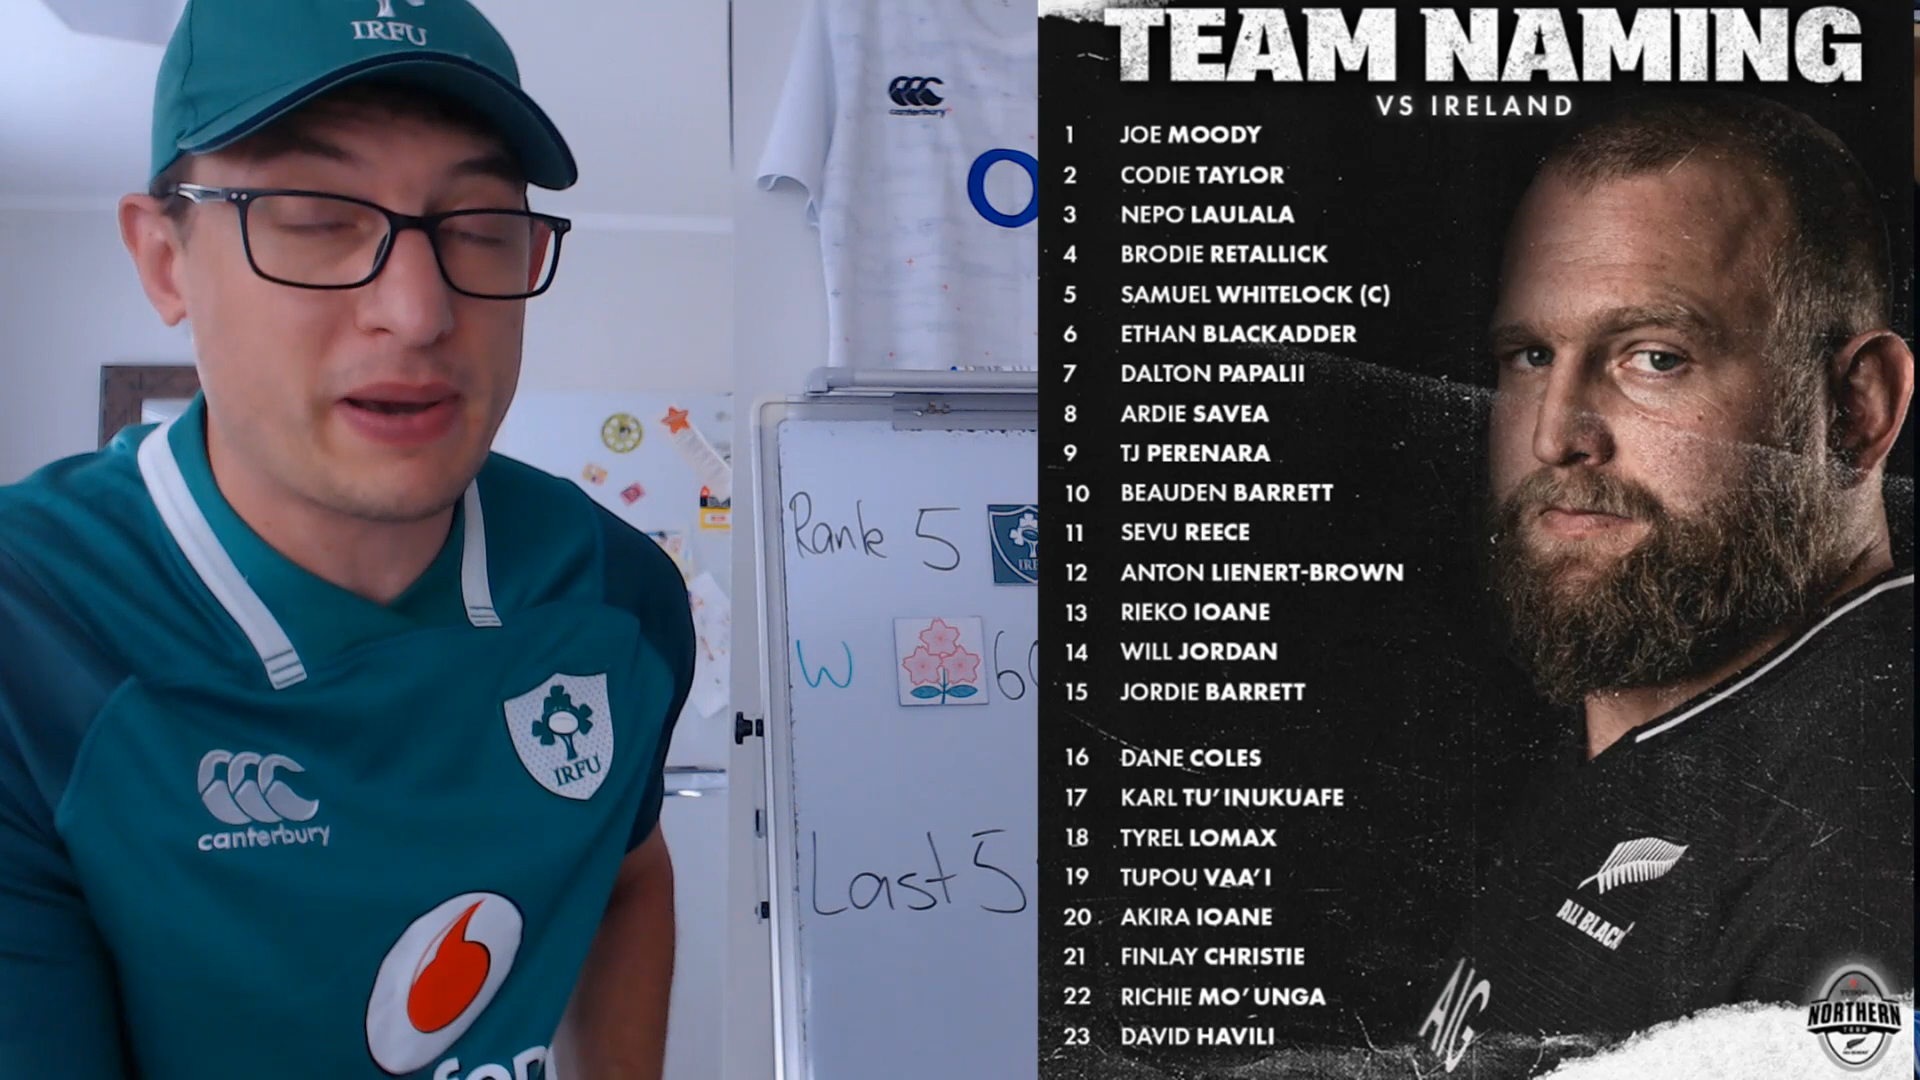 IRFU
canterbury
canterbury
IRFU
Rank 5
W
Last 5
TEAM NAMING
VS IRELAND
1 JOE MOODY
2 CODIE TAYLOR
3 NEPO LAULALA
4 BRODIE RETALLICK
5 SAMUEL WHITELOCK (C)
6 ETHAN BLACKADDER
7 DALTON PAPALII
8 ARDIE SAVEA
9 TJ PERENARA
10 BEAUDEN BARRETT
11 SEVU REECE
12 ANTON LIENERT-BROWN
13 RIEKO IOANE
14 WILL JORDAN
15 JORDIE BARRETT
16 DANE COLES
17 KARL TU'INUKUAFE
18 TYREL LOMAX
19 TUPOU VAA'I
20 AKIRA IOANE
21 FINLAY CHRISTIE
22 RICHIE MO'UNGA
23 DAVID HAVILI
ALL BLACK
AIG
NORTHERN
TOUR